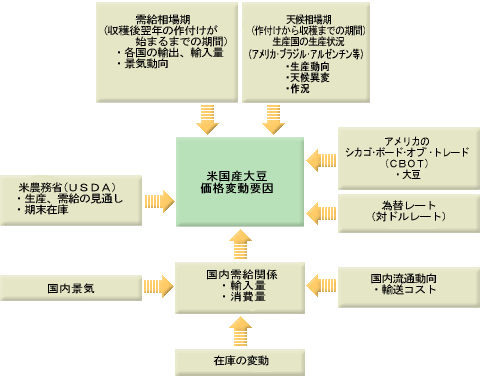 需給相場期
(収穫後翌年の作付けが
始まるまでの期間)
・各国の輸出、輸入量
・景気動向
天候相場期
(作付けから収穫までの期間)
生産国の生産状況
(アメリカ・ブラジル・アルゼンチン等)
・生産動向
・天候異変
・作況
米国産大豆
価格変動要因
アメリカの
シカゴ・ボード・オブ・トレード
(CBOT)
・大豆
米農務省(USDA)
・生産、需給の見通し
・期末在庫
為替レート
(対ドルレート)
国内需給関係
・輸入量
・消費量
国内景気
国内流通動向
・輸送コスト
在庫の変動